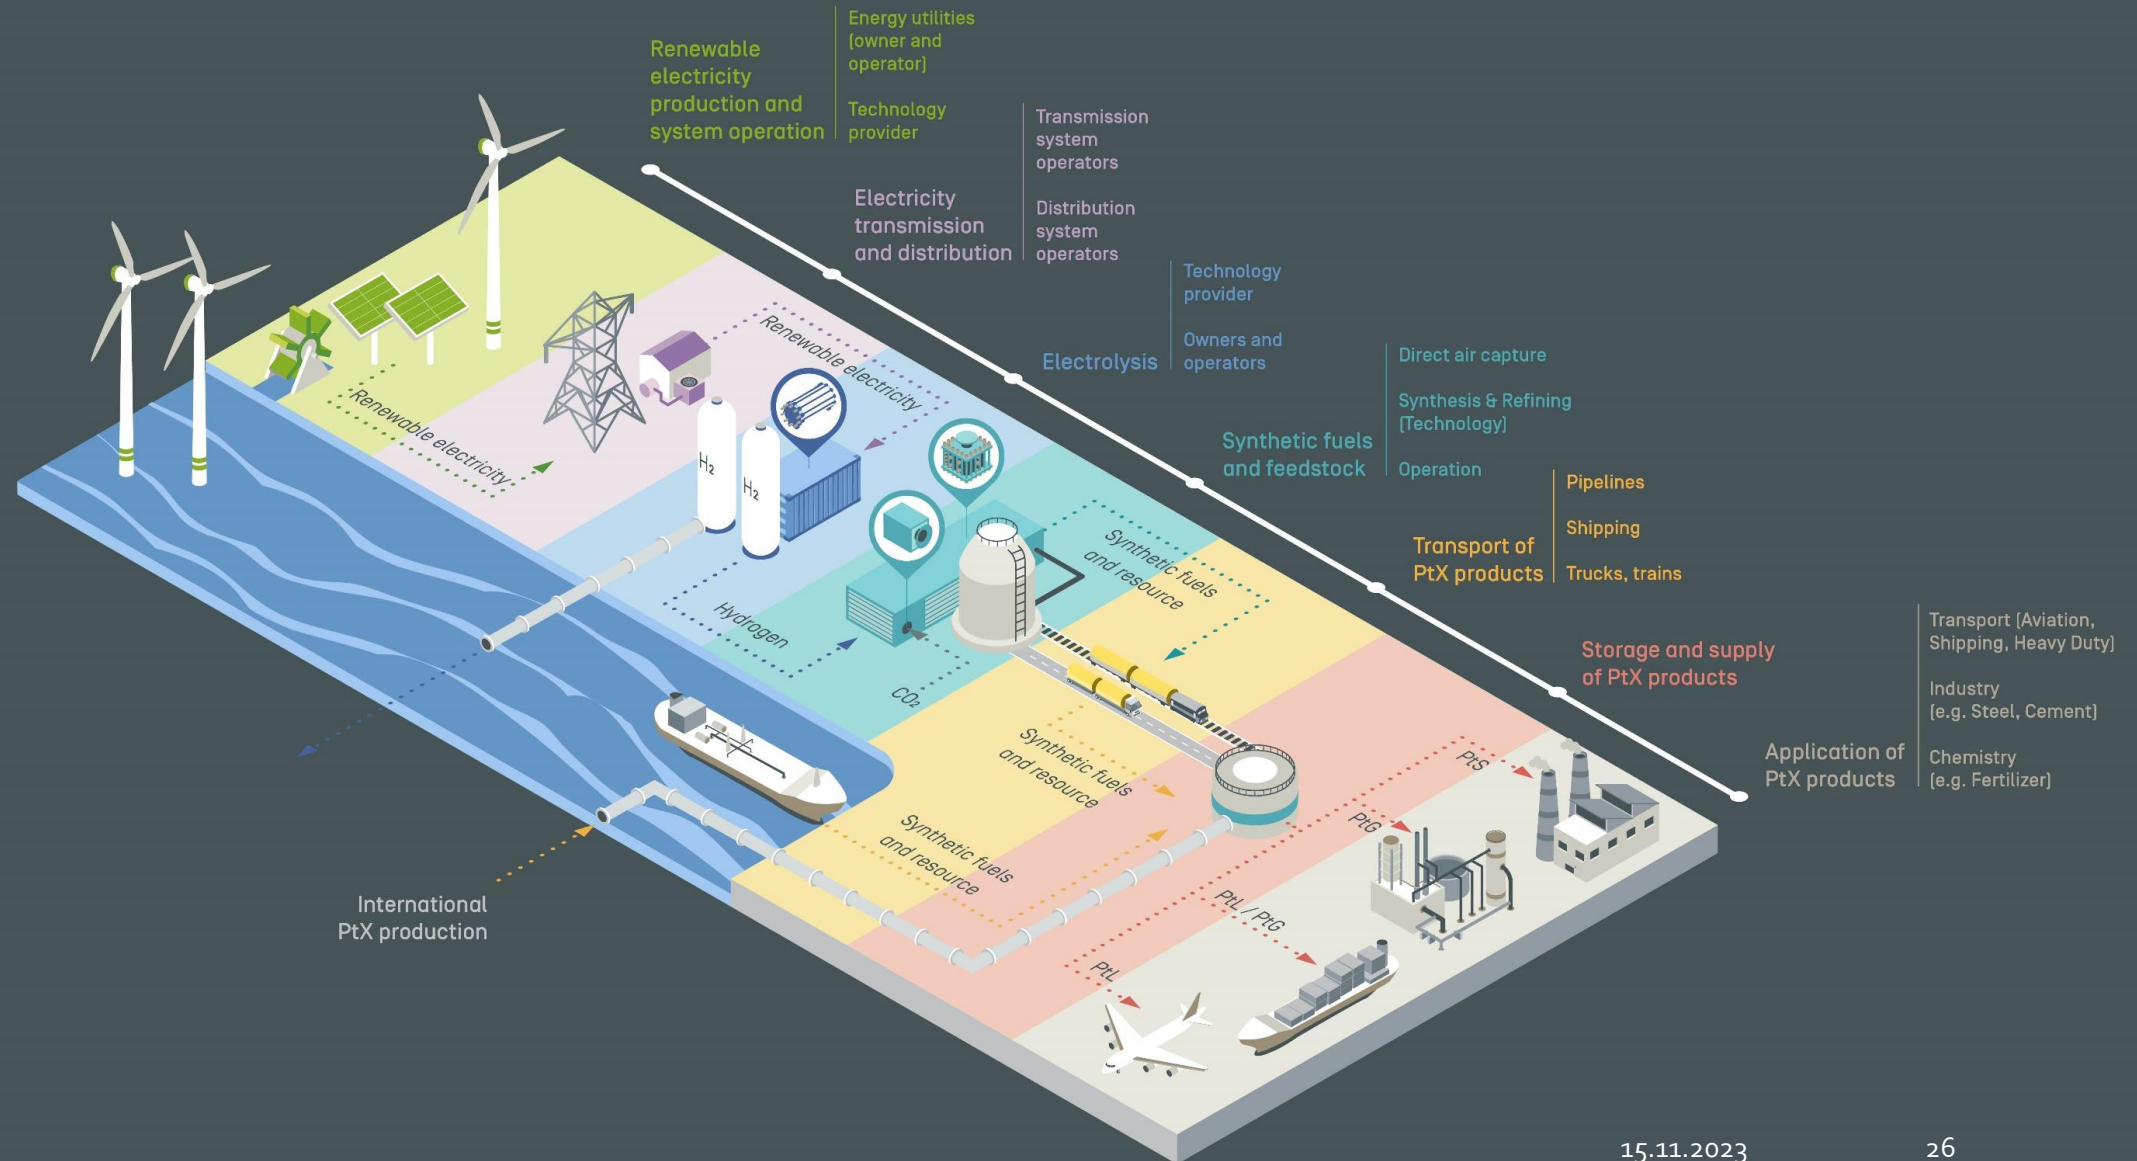 Renewable
electricity
production and
system operation
Energy utilities
(owner and
operator)
Technology
provider
Electricity
transmission
and distribution
Transmission
system
operators
Distribution
system
operators
Electrolysis
Technology
provider
Owners and
operators
Synthetic fuels
and feedstock
Direct air capture
Synthesis & Refining
(Technology)
Operation
Transport of
PtX products
Pipelines
Shipping
Trucks, trains
Storage and supply
of PtX products
Application of
PtX products
Transport (Aviation,
Shipping, Heavy Duty)
Industry
(e.g. Steel, Cement)
Chemistry
(e.g. Fertilizer)
Renewable electricity
Renewable electricity
H₂
H₂
Hydrogen
CO₂
Synthetic fuels
and resource
Synthetic fuels
and resource
Synthetic fuels
and resource
PtS
PtG
PtL / PtG
PtL
International
PtX production
15.11.2023
26